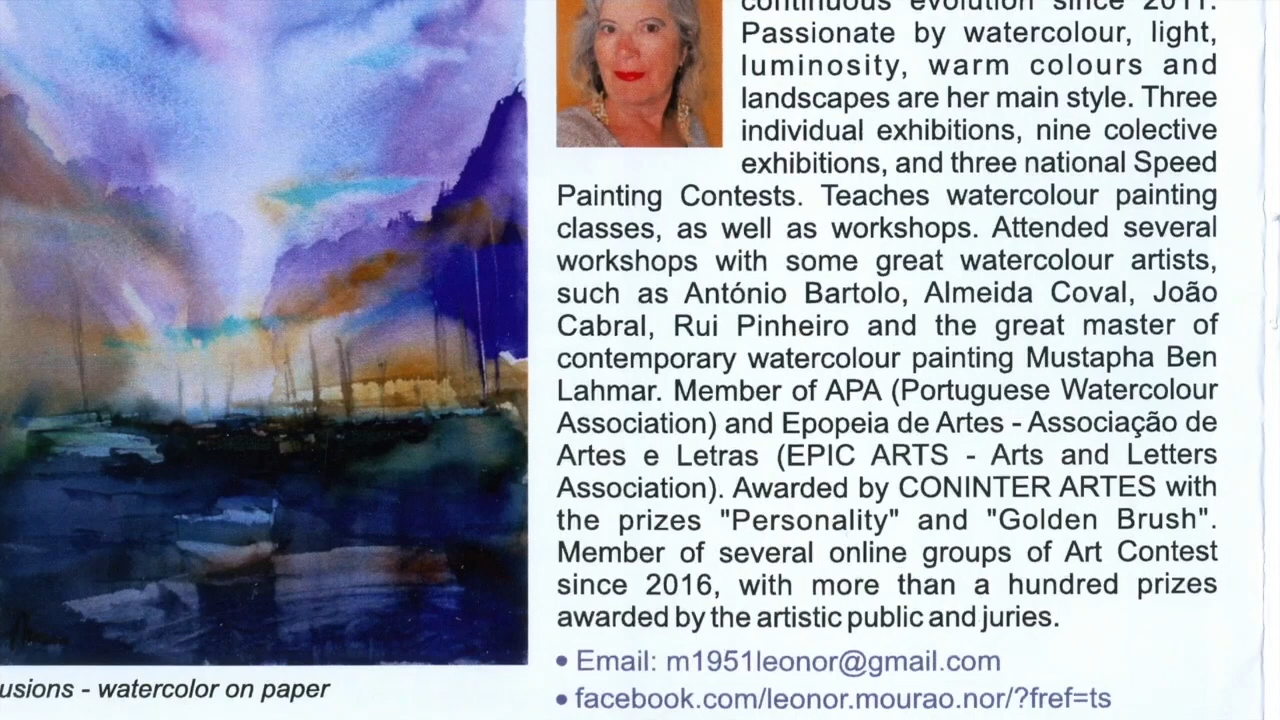 continuous evolution since 2011.
Passionate by watercolour, light,
luminosity, warm colours and
landscapes are her main style. Three
individual exhibitions, nine colective
exhibitions, and three national Speed
Painting Contests. Teaches watercolour painting
classes, as well as workshops. Attended several
workshops with some great watercolour artists,
such as António Bartolo, Almeida Coval, João
Cabral, Rui Pinheiro and the great master of
contemporary watercolour painting Mustapha Ben
Lahmar. Member of APA (Portuguese Watercolour
Association) and Epopeia de Artes - Associação de
Artes e Letras (EPIC ARTS - Arts and Letters
Association). Awarded by CONINTER ARTES with
the prizes "Personality" and "Golden Brush".
Member of several online groups of Art Contest
since 2016, with more than a hundred prizes
awarded by the artistic public and juries.
• Email: m1951leonor@gmail.com
• facebook.com/leonor.mourao.nor/?fref=ts
usions - watercolor on paper